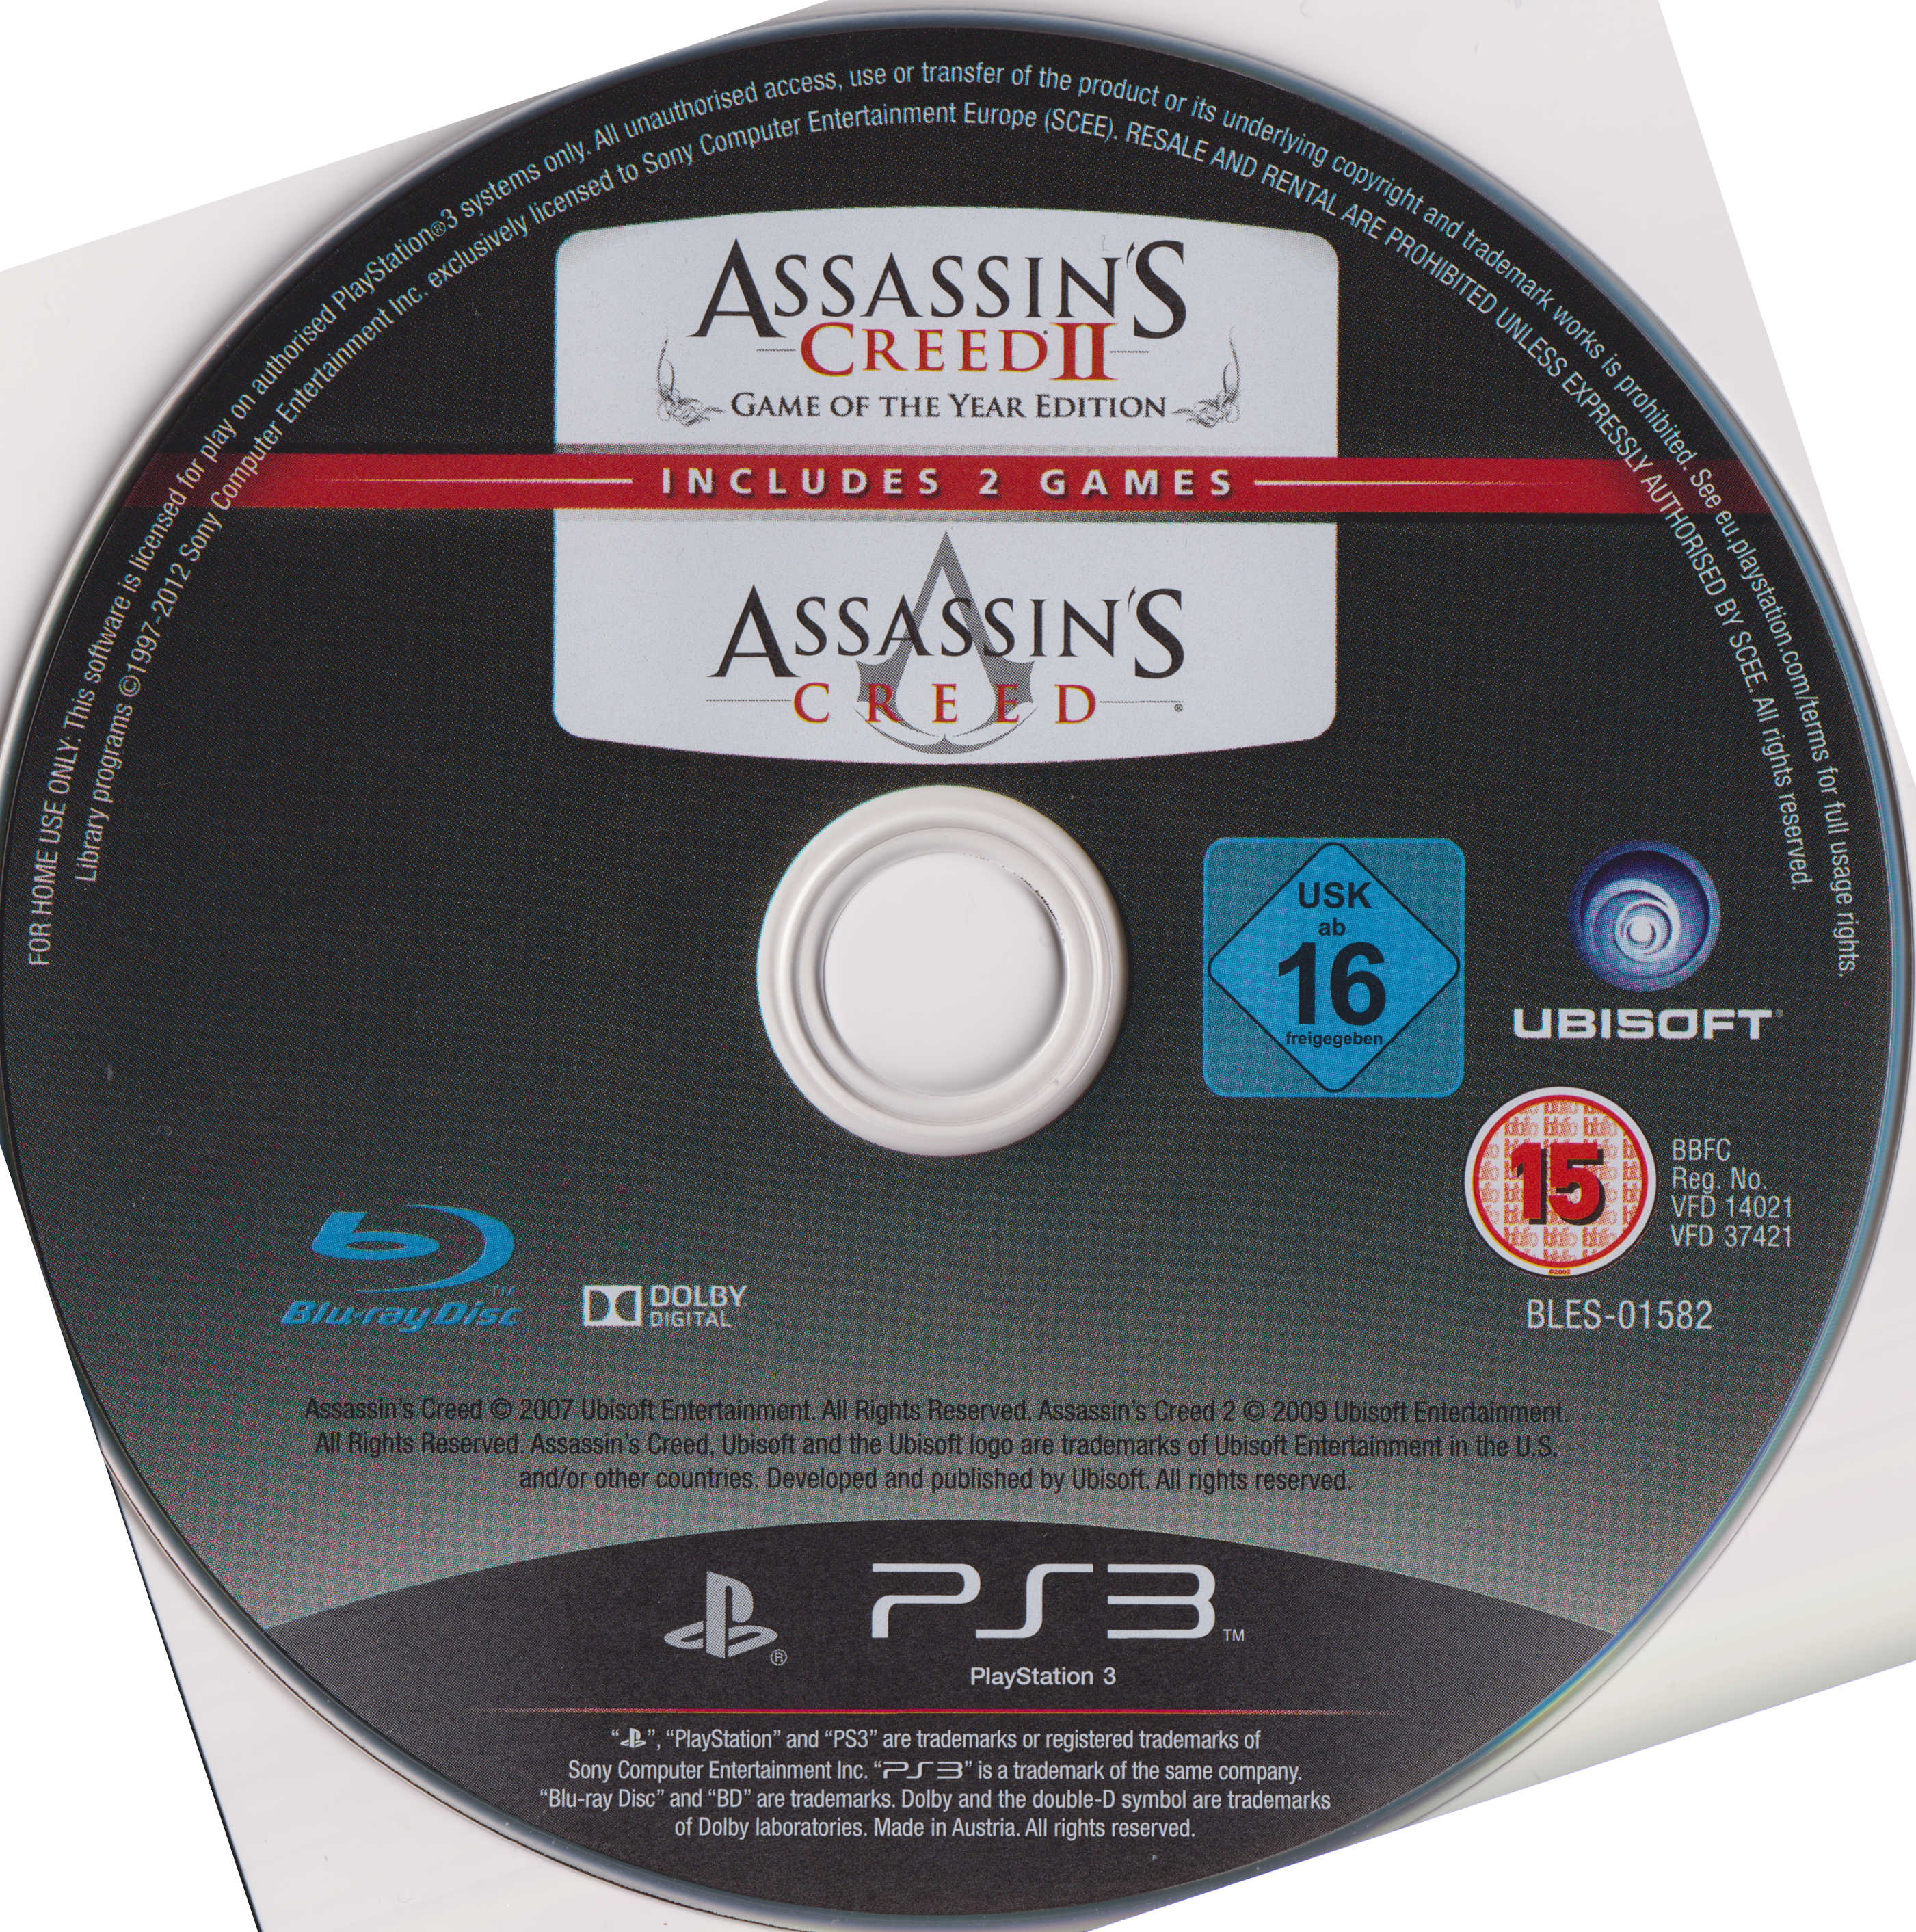 FOR HOME USE ONLY: This software is licensed for play on authorised PlayStation®3 systems only. All unauthorised access, use or transfer of the product or its underlying copyright and trademark works is prohibited. See eu.playstation.com/terms for full usage rights.
Library programs ©1997-2012 Sony Computer Entertainment Inc. exclusively licensed to Sony Computer Entertainment Europe (SCEE). RESALE AND RENTAL ARE PROHIBITED UNLESS EXPRESSLY AUTHORISED BY SCEE. All rights reserved.
ASSASSIN'S
CREED® II
GAME OF THE YEAR EDITION
INCLUDES 2 GAMES
ASSASSIN'S
CREED®
USK
ab
16
freigegeben
UBISOFT®
15
BBFC
Reg. No.
VFD 14021
VFD 37421
BLES-01582
Blu-ray Disc™
DOLBY
DIGITAL
Assassin's Creed © 2007 Ubisoft Entertainment. All Rights Reserved. Assassin's Creed 2 © 2009 Ubisoft Entertainment.
All Rights Reserved. Assassin's Creed, Ubisoft and the Ubisoft logo are trademarks of Ubisoft Entertainment in the U.S.
and/or other countries. Developed and published by Ubisoft. All rights reserved.
® PS3™
PlayStation 3
“ ”, “PlayStation” and “PS3” are trademarks or registered trademarks of
Sony Computer Entertainment Inc. “PS3” is a trademark of the same company.
“Blu-ray Disc” and “BD” are trademarks. Dolby and the double-D symbol are trademarks
of Dolby laboratories. Made in Austria. All rights reserved.